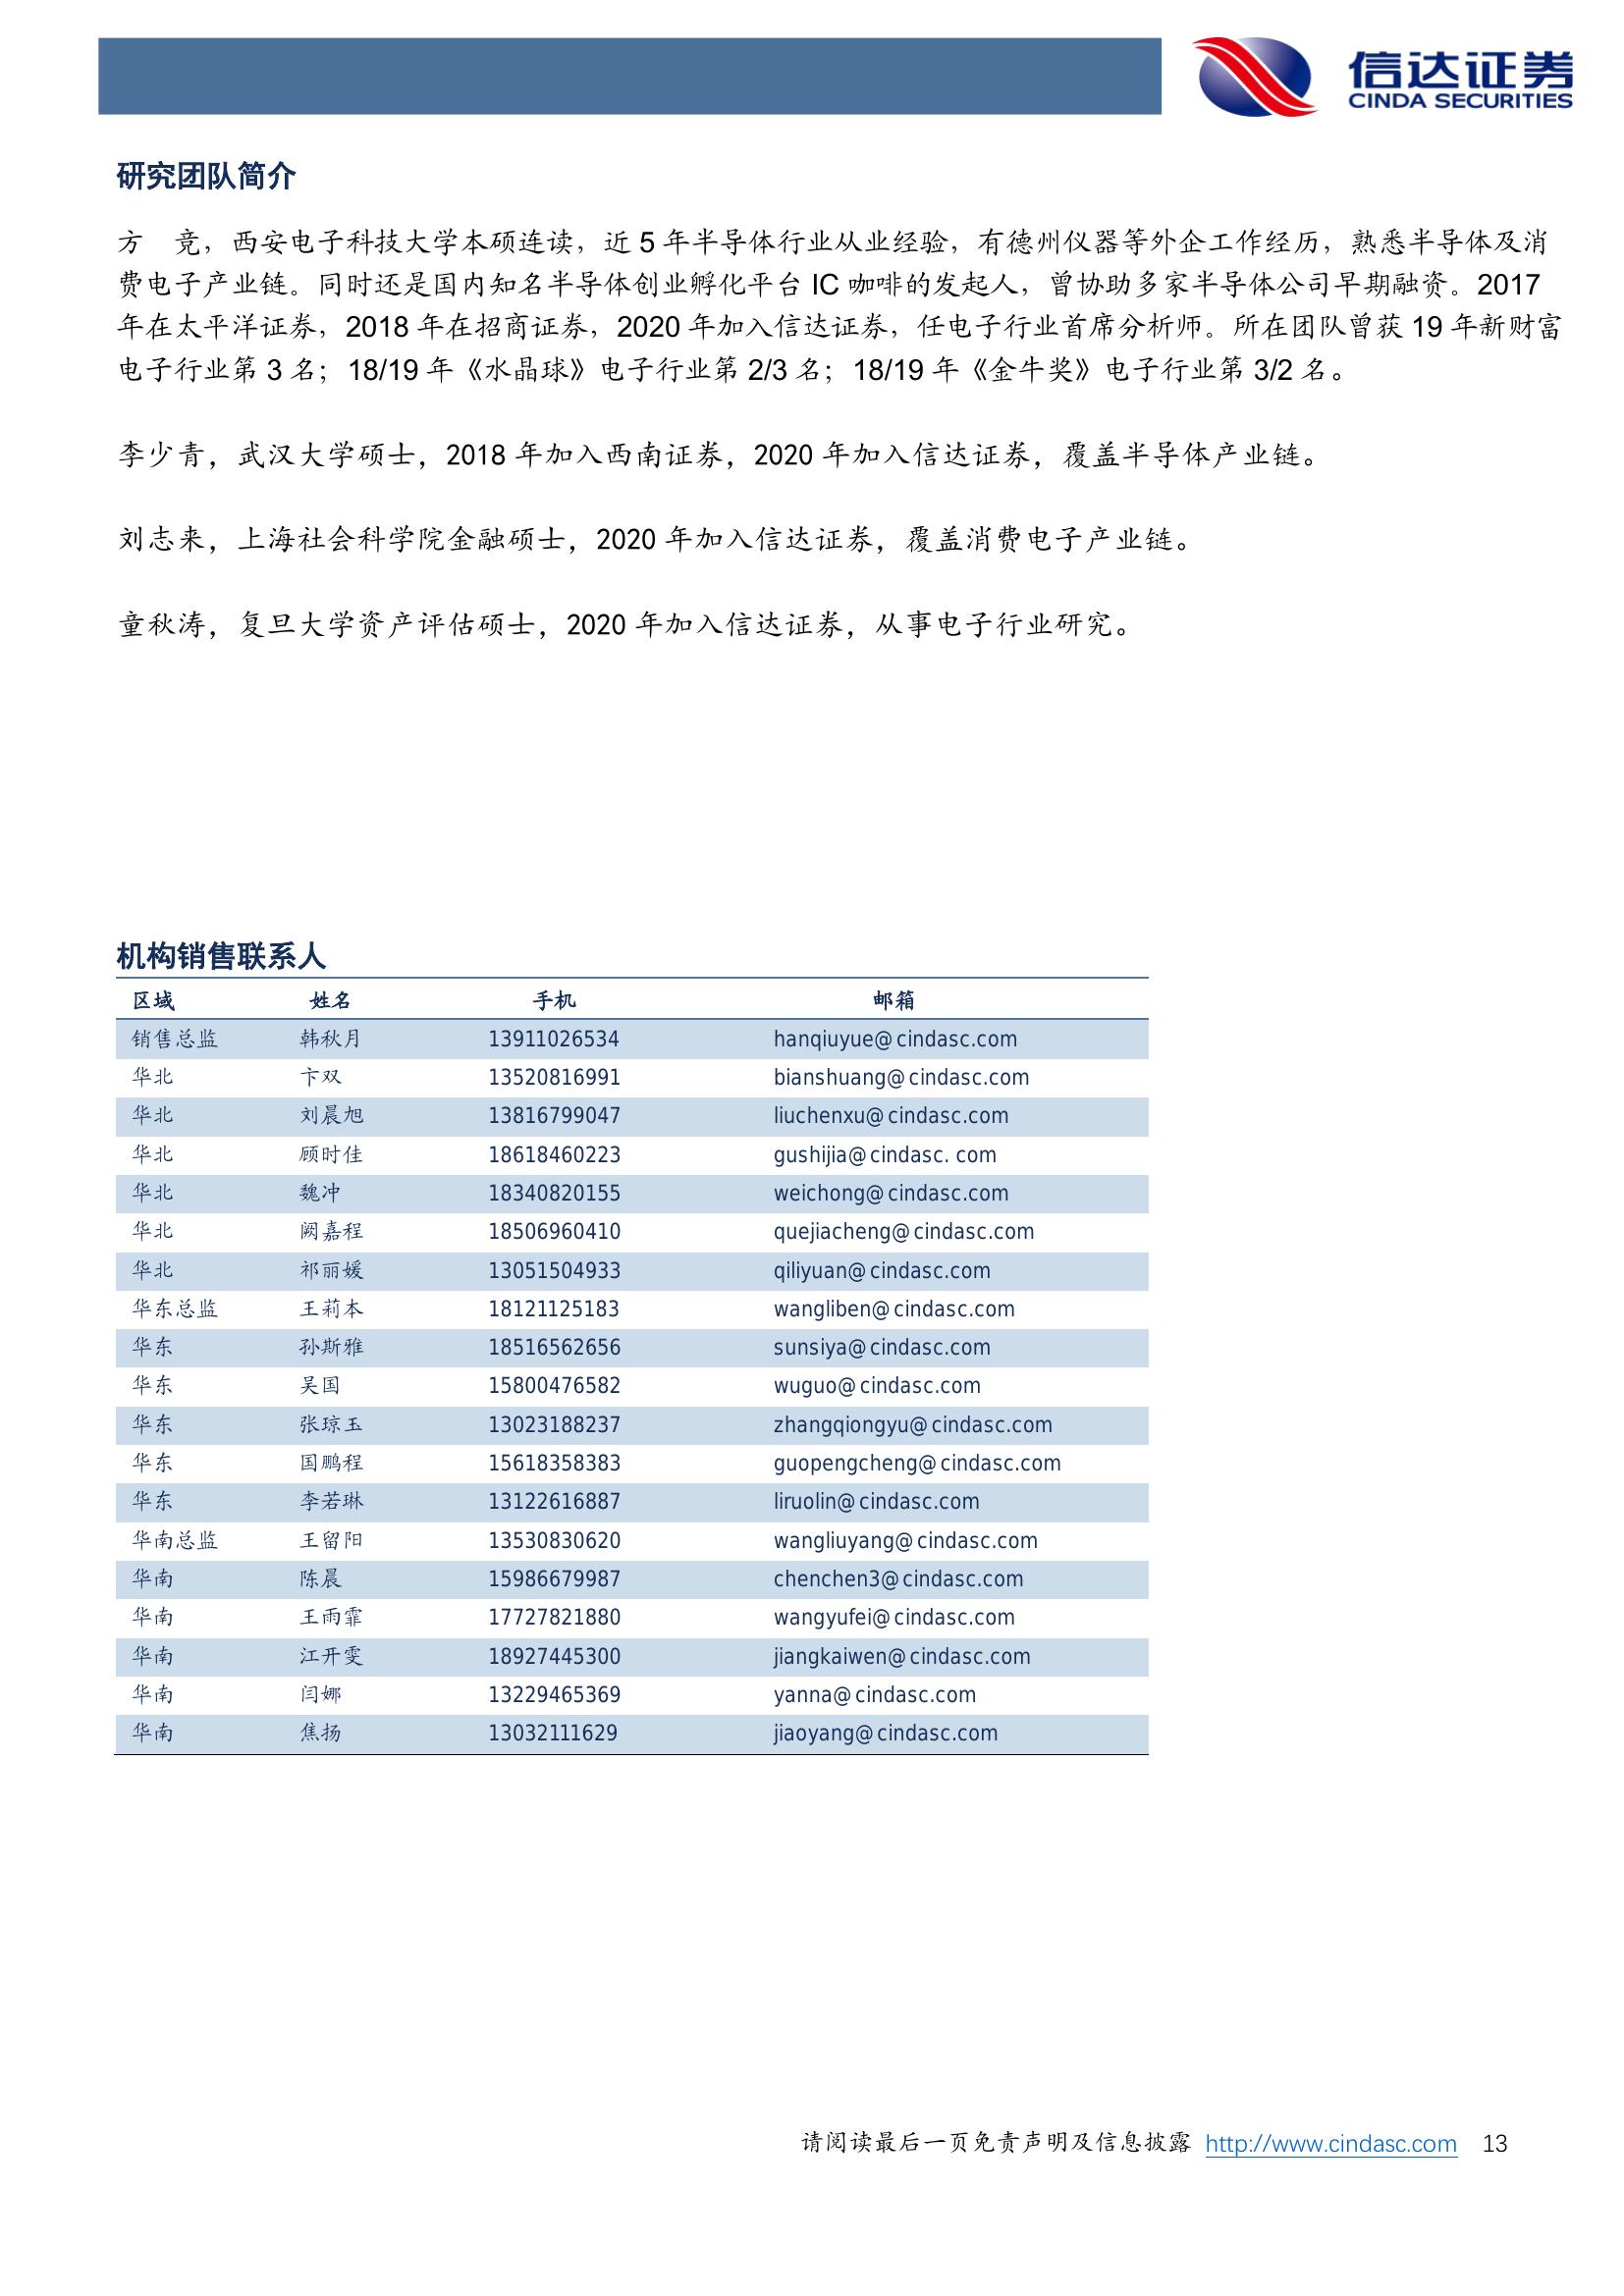 信达证券
CINDA SECURITIES
研究团队简介
方　竞，西安电子科技大学本硕连读，近 5 年半导体行业从业经验，有德州仪器等外企工作经历，熟悉半导体及消
费电子产业链。同时还是国内知名半导体创业孵化平台 IC 咖啡的发起人，曾协助多家半导体公司早期融资。2017
年在太平洋证券，2018 年在招商证券，2020 年加入信达证券，任电子行业首席分析师。所在团队曾获 19 年新财富
电子行业第 3 名；18/19 年《水晶球》电子行业第 2/3 名；18/19 年《金牛奖》电子行业第 3/2 名。
李少青，武汉大学硕士，2018 年加入西南证券，2020 年加入信达证券，覆盖半导体产业链。
刘志来，上海社会科学院金融硕士，2020 年加入信达证券，覆盖消费电子产业链。
童秋涛，复旦大学资产评估硕士，2020 年加入信达证券，从事电子行业研究。
机构销售联系人
区域 姓名 手机 邮箱
销售总监 韩秋月 13911026534 hanqiuyue@cindasc.com
华北 卞双 13520816991 bianshuang@cindasc.com
华北 刘晨旭 13816799047 liuchenxu@cindasc.com
华北 顾时佳 18618460223 gushijia@cindasc. com
华北 魏冲 18340820155 weichong@cindasc.com
华北 阙嘉程 18506960410 quejiacheng@cindasc.com
华北 祁丽媛 13051504933 qiliyuan@cindasc.com
华东总监 王莉本 18121125183 wangliben@cindasc.com
华东 孙斯雅 18516562656 sunsiya@cindasc.com
华东 吴国 15800476582 wuguo@cindasc.com
华东 张琼玉 13023188237 zhangqiongyu@cindasc.com
华东 国鹏程 15618358383 guopengcheng@cindasc.com
华东 李若琳 13122616887 liruolin@cindasc.com
华南总监 王留阳 13530830620 wangliuyang@cindasc.com
华南 陈晨 15986679987 chenchen3@cindasc.com
华南 王雨霏 17727821880 wangyufei@cindasc.com
华南 江开雯 18927445300 jiangkaiwen@cindasc.com
华南 闫娜 13229465369 yanna@cindasc.com
华南 焦扬 13032111629 jiaoyang@cindasc.com
请阅读最后一页免责声明及信息披露 http://www.cindasc.com 13